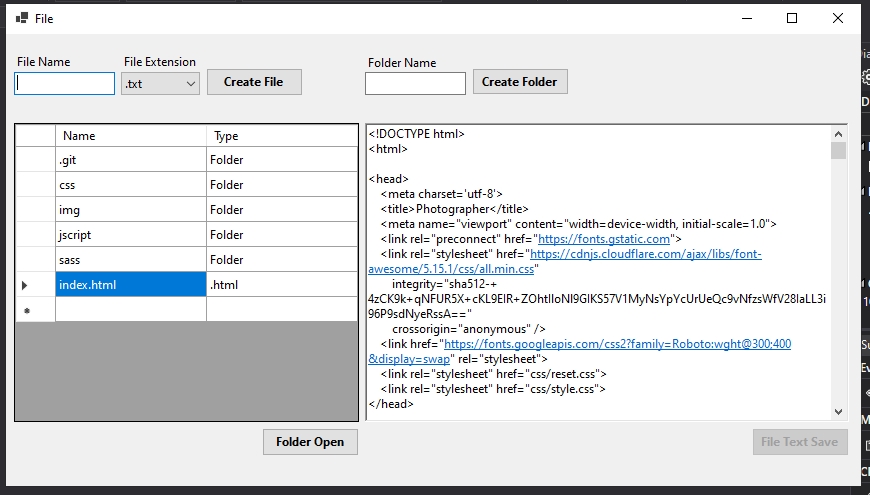 File
File Name
File Extension
Folder Name
.txt
Create File
Create Folder
Name Type
.git Folder
css Folder
img Folder
jscript Folder
sass Folder
index.html .html
<!DOCTYPE html>
<html>
<head>
<meta charset='utf-8'>
<title>Photographer</title>
<meta name="viewport" content="width=device-width, initial-scale=1.0">
<link rel="preconnect" href="https://fonts.gstatic.com">
<link rel="stylesheet" href="https://cdnjs.cloudflare.com/ajax/libs/font-
awesome/5.15.1/css/all.min.css"
integrity="sha512-+
4zCK9k+qNFUR5X+cKL9EIR+ZOhtIloNl9GIKS57V1MyNsYpYcUrUeQc9vNfzsWfV28IaLL3i
96P9sdNyeRssA=="
crossorigin="anonymous" />
<link href="https://fonts.googleapis.com/css2?family=Roboto:wght@300;400
&display=swap" rel="stylesheet">
<link rel="stylesheet" href="css/reset.css">
<link rel="stylesheet" href="css/style.css">
</head>
Folder Open
File Text Save